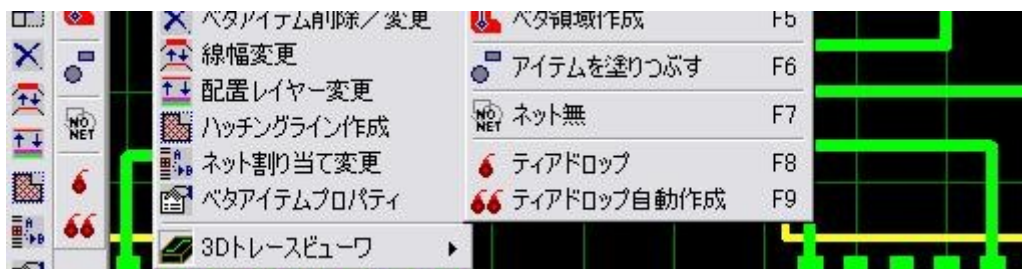 ベタアイテム削除／変更
線幅変更
配置レイヤー変更
ハッチングライン作成
ネット割り当て変更
ベタアイテムプロパティ
3Dトレースビューワ
ベタ領域作成 F5
アイテムを塗りつぶす F6
NO NET ネット無 F7
ティアドロップ F8
ティアドロップ自動作成 F9
NO
NET
A
B